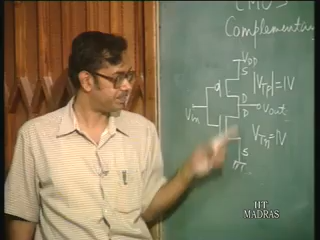 CMOS
Complementary
VDD
S
|VTp| = 1V
D
Vin
Vout
D
VTn = 1V
S
IIT
MADRAS